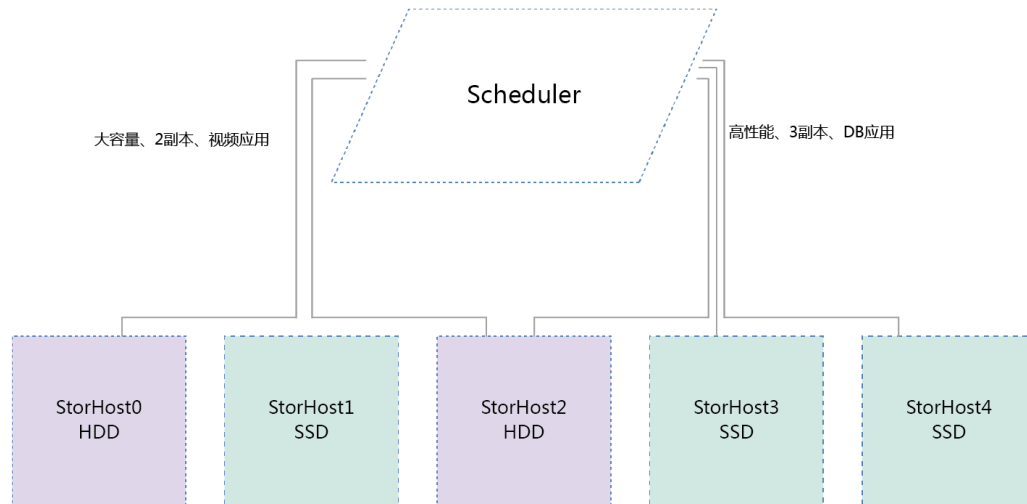 Scheduler
大容量、2副本、视频应用
高性能、3副本、DB应用
StorHost0
HDD
StorHost1
SSD
StorHost2
HDD
StorHost3
SSD
StorHost4
SSD